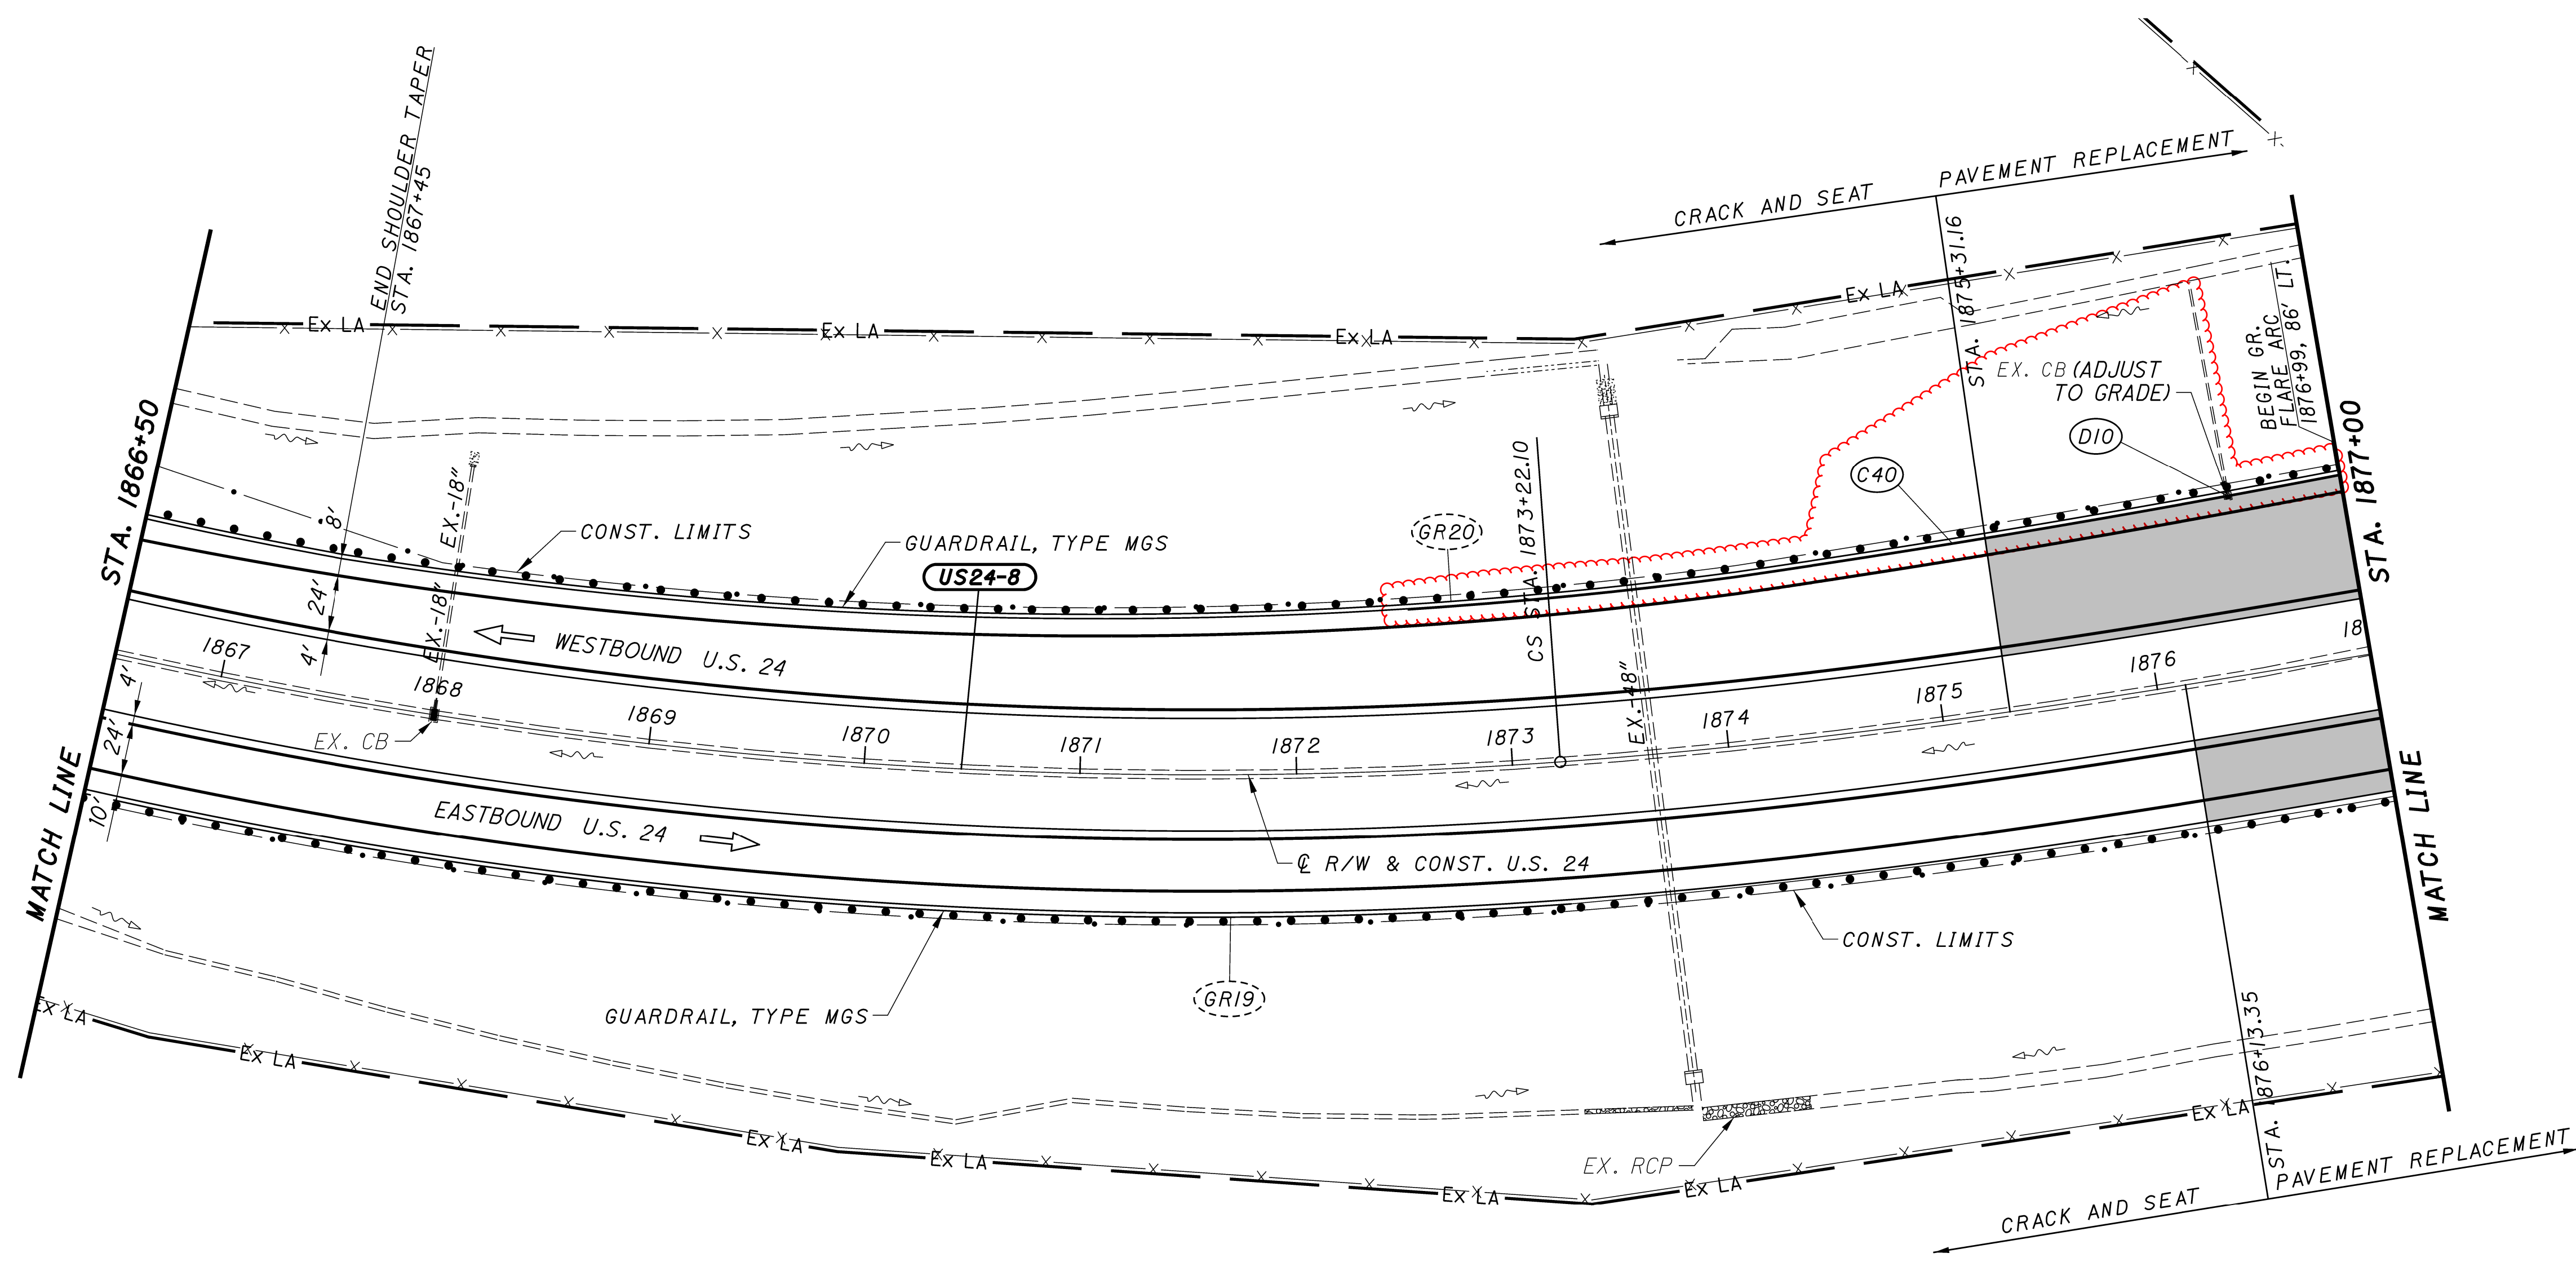 END SHOULDER TAPER
STA. 1867+45
PAVEMENT REPLACEMENT
CRACK AND SEAT
STA. 1875+31.16
Ex LA
Ex LA
Ex LA
Ex LA
BEGIN GR.
FLARE ARC
1876+99, 86' LT.
EX. CB (ADJUST
TO GRADE)
D10
C40
STA. 1866+50
STA. 1877+00
8'
EX.-18"
CONST. LIMITS
GUARDRAIL, TYPE MGS
US24-8
GR20
CS STA. 1873+22.10
24'
EX.-18"
4'
WESTBOUND U.S. 24
EX.-48"
4'
24'
10'
1867
1868
1869
1870
1871
1872
1873
1874
1875
1876
18
EX. CB
MATCH LINE
MATCH LINE
EASTBOUND U.S. 24
℄ R/W & CONST. U.S. 24
CONST. LIMITS
GR19
GUARDRAIL, TYPE MGS
Ex LA
Ex LA
Ex LA
Ex LA
Ex LA
Ex LA
Ex LA
EX. RCP
STA. 1876+13.35
PAVEMENT REPLACEMENT
CRACK AND SEAT